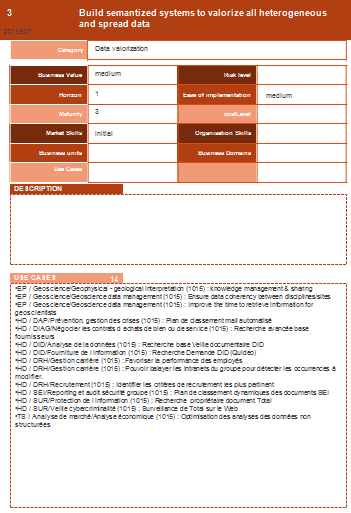 3
Build semantized systems to valorize all heterogeneous
and spread data
Category
Data valorization
Business Value
medium
Risk level
Horizon
1
Ease of implementation
medium
Maturity
3
costLevel
Market Skills
initial
Organisation Skills
Business units
Business Domains
Use Cases
DESCRIPTION
USE CASES
14
•EP / Geoscience/Geophysical - geological interpretation (1015) : knowledge management & sharing
•EP / Geoscience/Geoscience data management (1015) : Ensure data coherency between disciplines/sites
•EP / Geoscience/Geoscience data management (1015) : Improve the time to retrieve information for
geoscientists
•HD / DAP/Prévention, gestion des crises (1015) : Plan de classement mail automatisé
•HD / DIAG/Négocier les contrats d achats de bien ou de service (1015) : Recherche avancée base
fournisseurs
•HD / DID/Analyse de la données (1015) : Recherche base Veille documentaire DID
•HD / DID/Fourniture de l information (1015) : Recherche Demande DID (Quideo)
•HD / DRH/Gestion carrière (1015) : Favoriser la performance des employés
•HD / DRH/Gestion carrière (1015) : Pouvoir balayer les intranets du groupe pour détecter les occurences à
modifier.
•HD / DRH/Recrutement (1015) : Identifier les critères de recrutement les plus pertinent
•HD / SEI/Reporting et audit sécurité groupe (1015) : Plan de classement dynamiques des documents SEI
•HD / SUR/Protection de l information (1015) : Recherche propriétaire document Total
•HD / SUR/Veille cybercriminalité (1015) : Surveillance de Total sur le Web
•TS / Analyse de marché/Analyse économique (1015) : Optimisation des analyses des données non
structurées